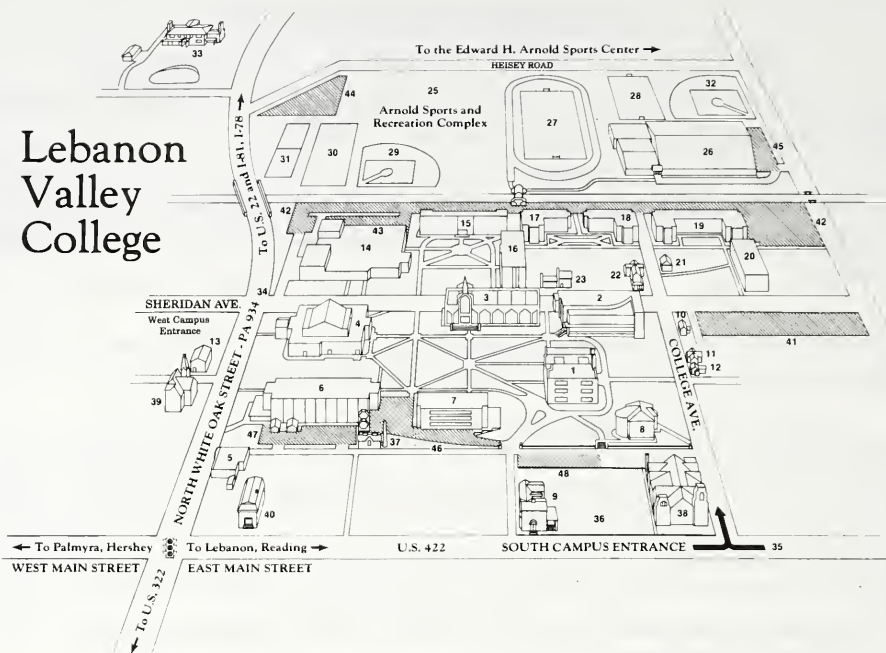 Lebanon
Valley
College
To the Edward H. Arnold Sports Center →
HEISEY ROAD
33
44
25
Arnold Sports and
Recreation Complex
28
32
27
31
30
29
26
45
To U.S. 22 and I-81, I-78 →
42
43
14
15
16
17
18
19
20
42
34
3
23
22
21
2
SHERIDAN AVE.
West Campus
Entrance
13
4
10
41
11
12
39
6
7
1
8
COLLEGE AVE.
NORTH WHITE OAK STREET - PA 934
47
37
46
5
40
48
9
36
38
← To Palmyra, Hershey
To Lebanon, Reading →
U.S. 422
SOUTH CAMPUS ENTRANCE
35
WEST MAIN STREET
EAST MAIN STREET
← To U.S. 322